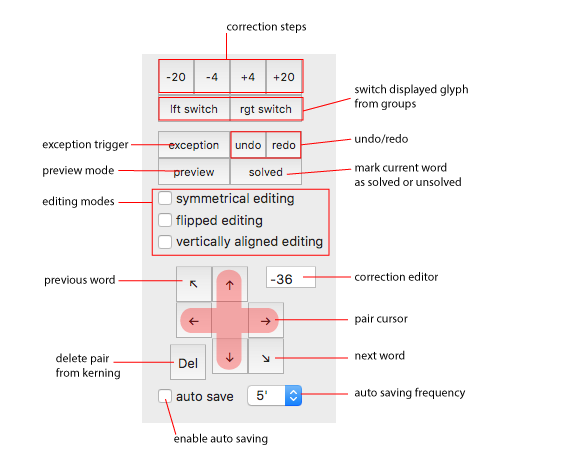 correction steps
-20 -4 +4 +20
switch displayed glyph
from groups
lft switch rgt switch
exception trigger exception undo redo undo/redo
preview mode preview solved mark current word
as solved or unsolved
editing modes symmetrical editing
flipped editing
vertically aligned editing
previous word ↖ ↑ -36 correction editor
← → pair cursor
delete pair
from kerning
Del ↓ ↘ next word
auto save 5' auto saving frequency
enable auto saving